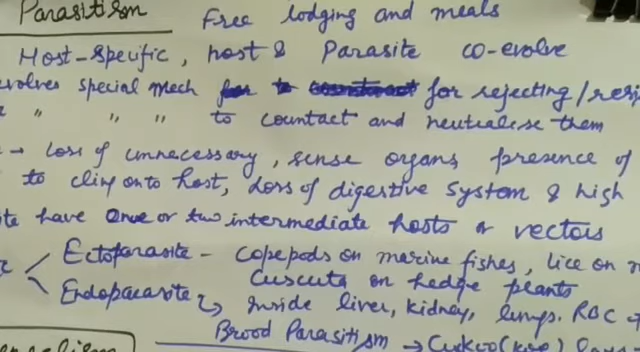 Parasitism Free lodging and meals
Host-specific, host & Parasite co-evolve
evolves special mech for rejecting/resi
" " " to countact and neutralise them
→ Loss of unnecessary, sense organs, presence of
to cling onto host, Loss of digestive system & high
te have one or two intermediate hosts or vectors
Ectoparasite - copepods on marine fishes, lice on
Cuscuta on hedge plants
Endoparasite ↳ inside liver, kidney, lungs. RBC
Brood Parasitism → Cuckoo